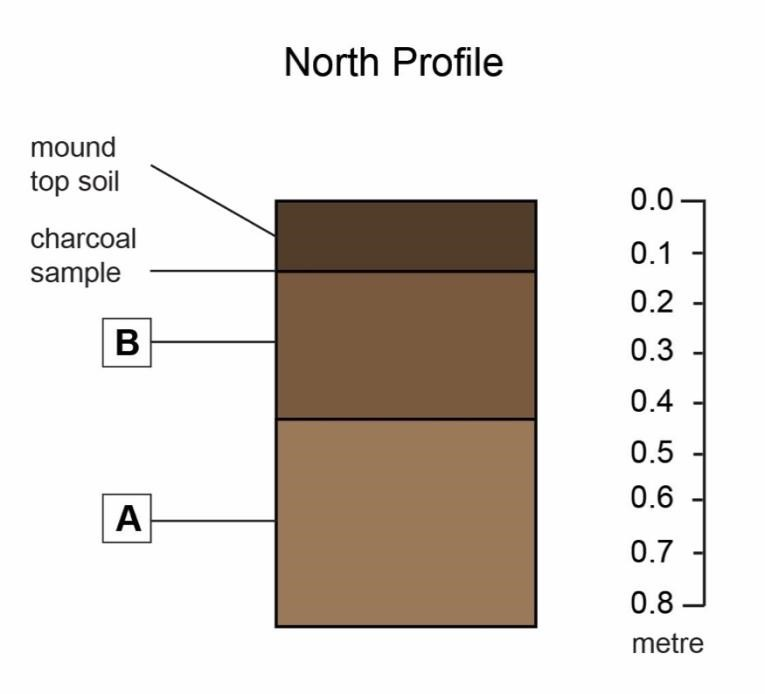 North Profile
mound
top soil
charcoal
sample
B
A
0.0
0.1
0.2
0.3
0.4
0.5
0.6
0.7
0.8
metre